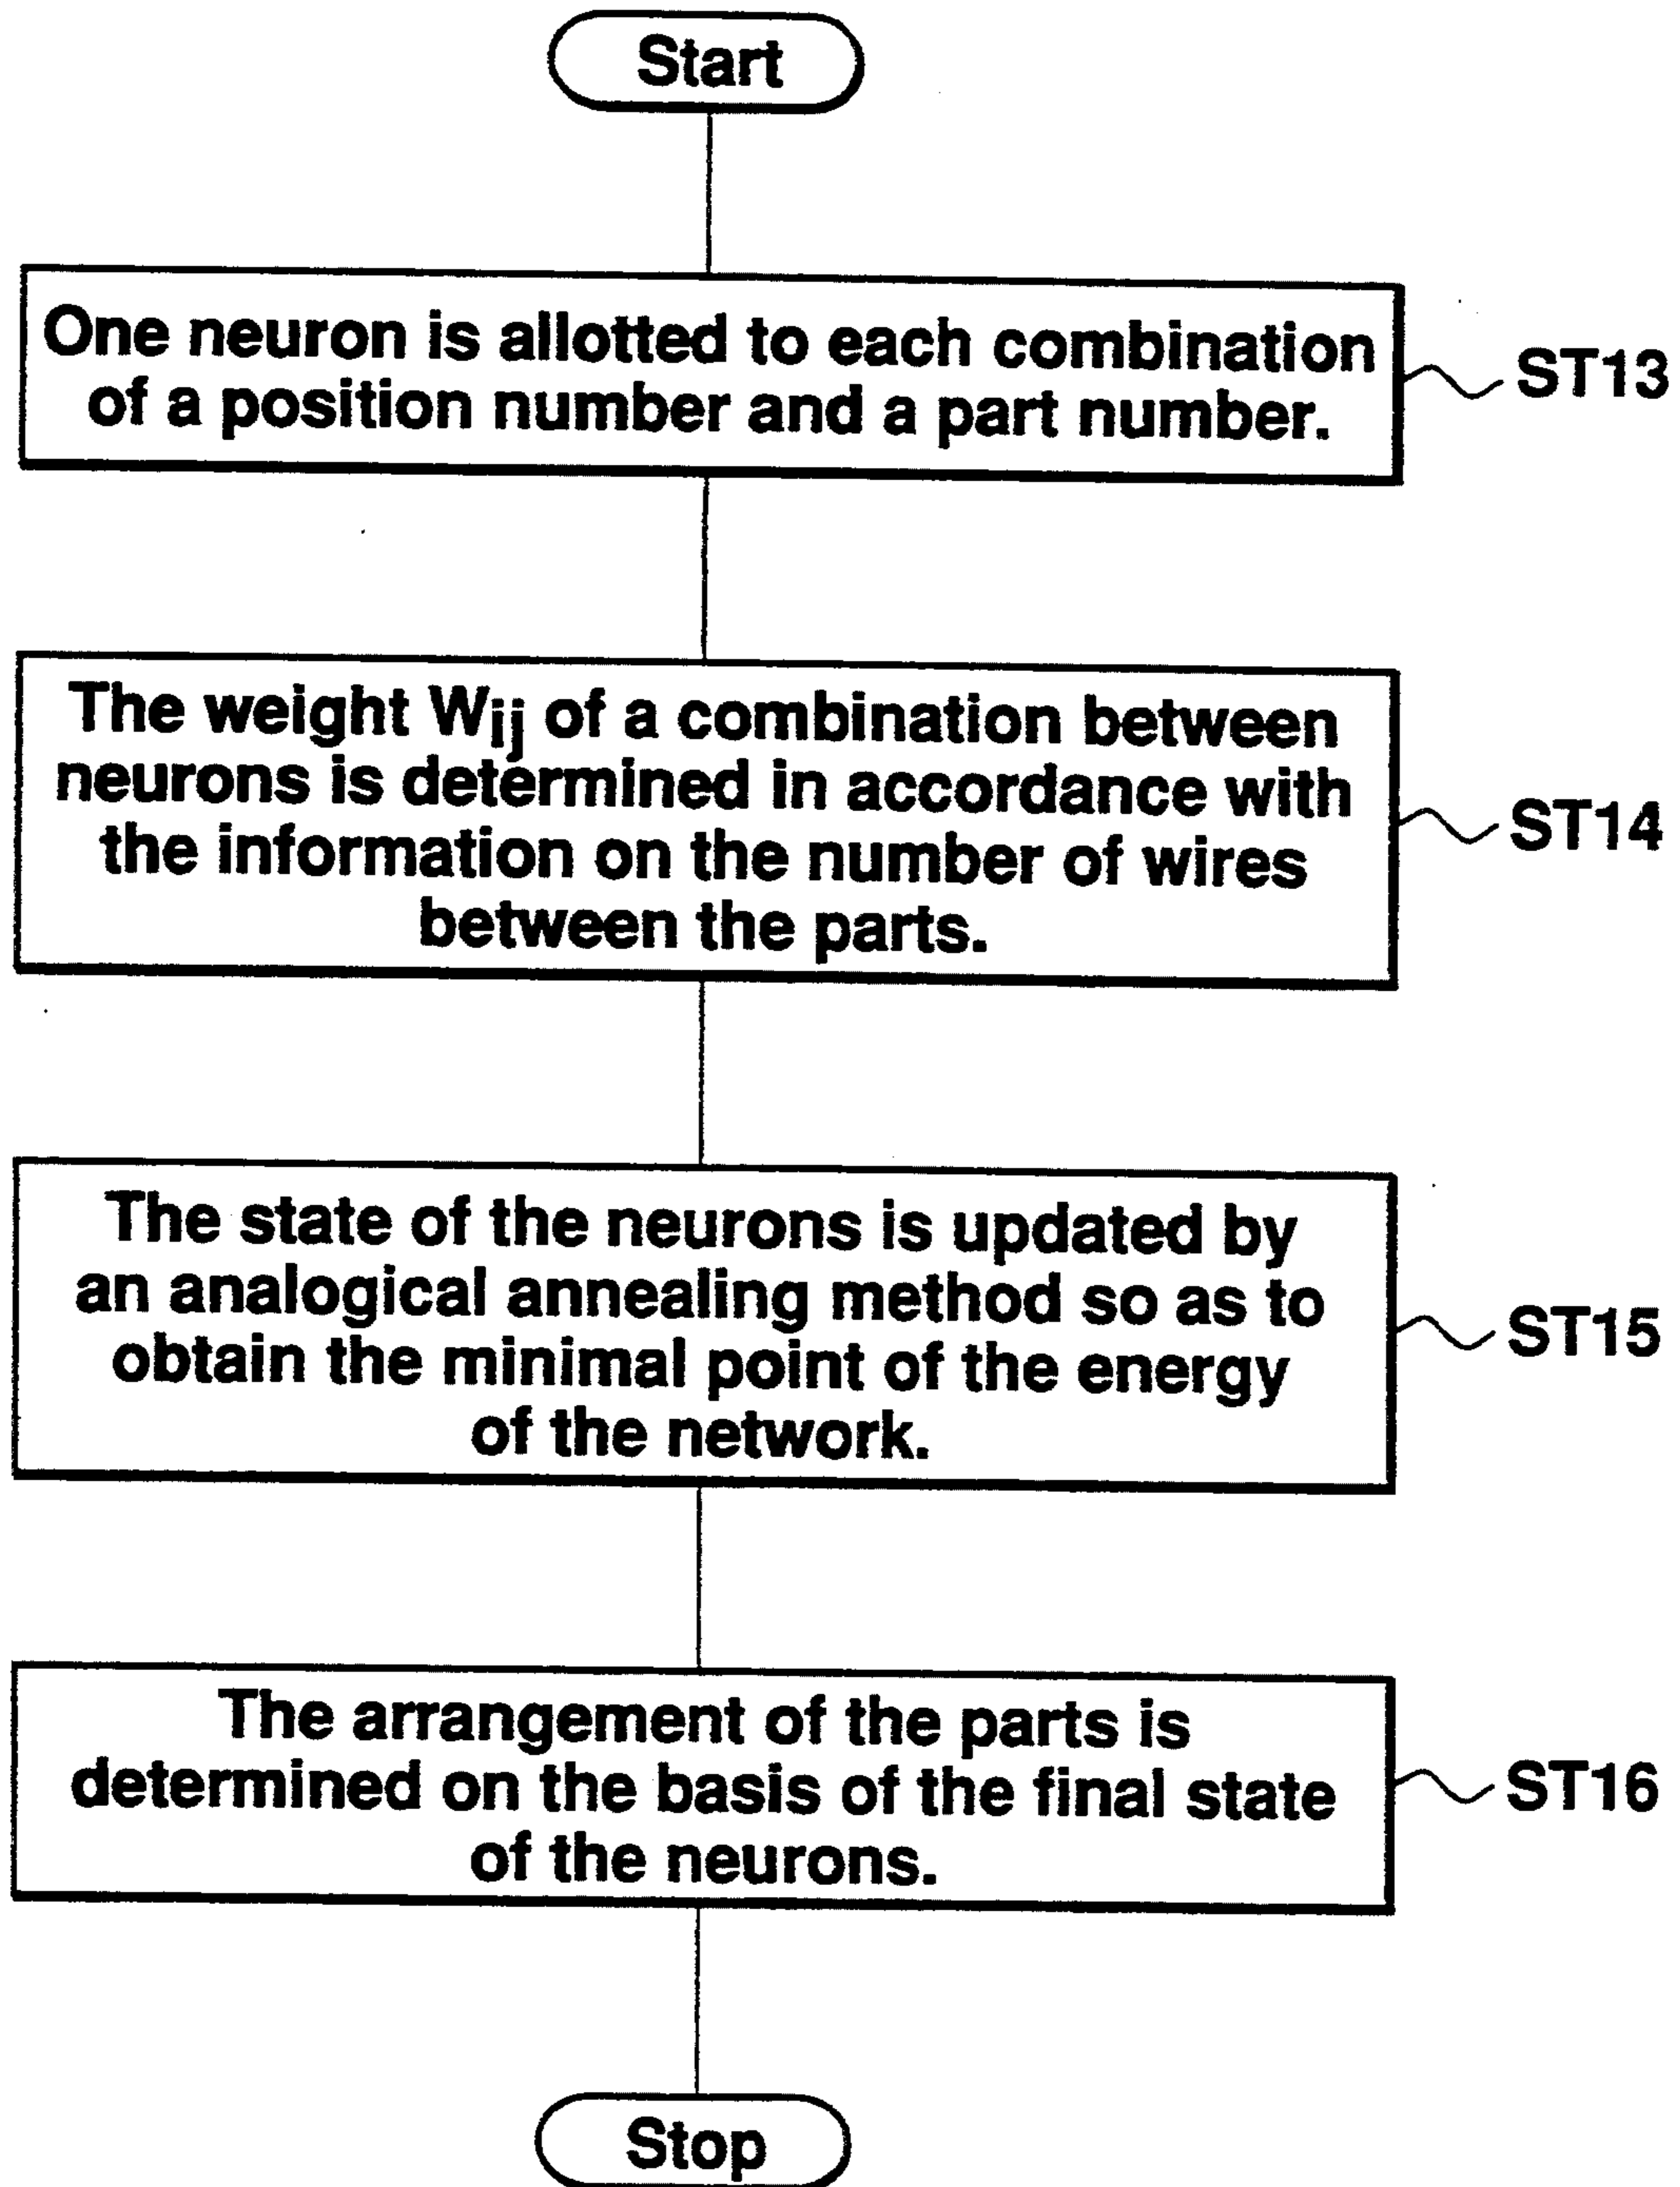 Start
One neuron is allotted to each combination
of a position number and a part number.
ST13
The weight Wij of a combination between
neurons is determined in accordance with
the information on the number of wires
between the parts.
ST14
The state of the neurons is updated by
an analogical annealing method so as to
obtain the minimal point of the energy
of the network.
ST15
The arrangement of the parts is
determined on the basis of the final state
of the neurons.
ST16
Stop